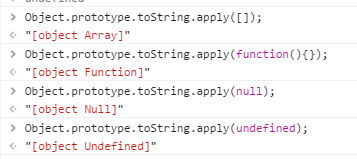 undefined
> Object.prototype.toString.apply([]);
< "[object Array]"
> Object.prototype.toString.apply(function(){});
< "[object Function]"
> Object.prototype.toString.apply(null);
< "[object Null]"
> Object.prototype.toString.apply(undefined);
< "[object Undefined]"